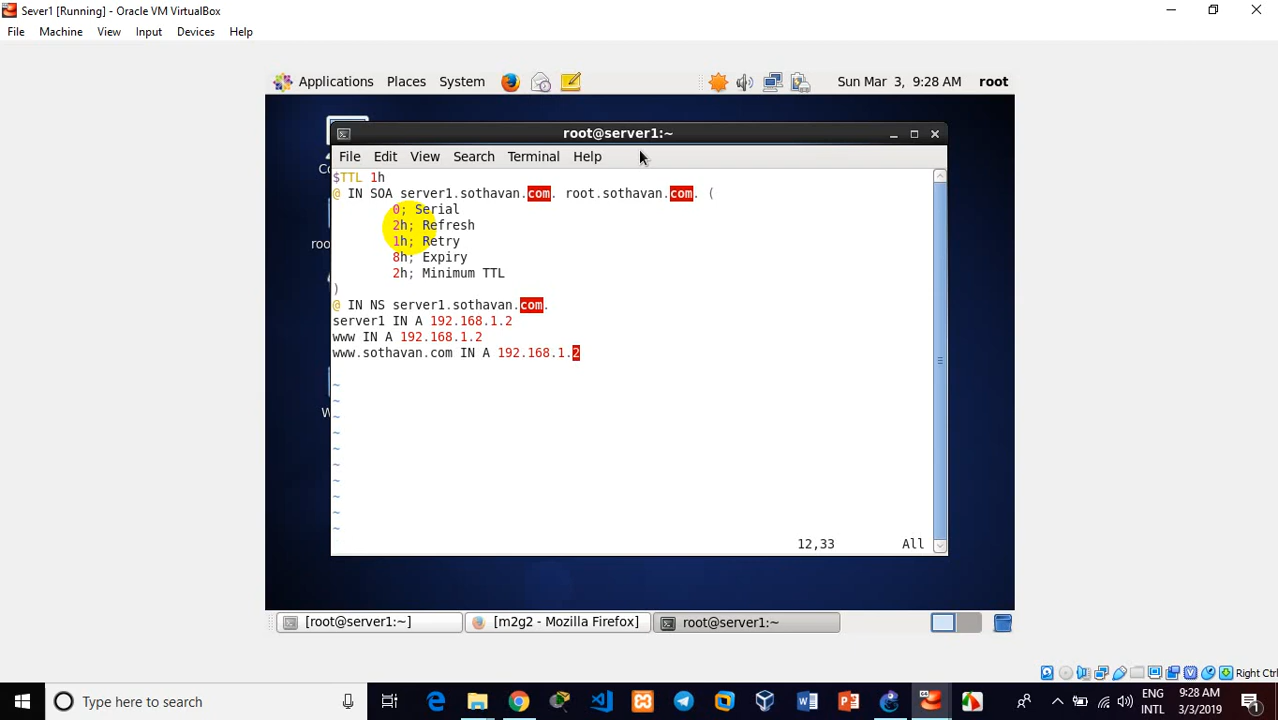 Sever1 [Running] - Oracle VM VirtualBox
File Machine View Input Devices Help
Applications Places System Sun Mar 3, 9:28 AM root
root@server1:~
File Edit View Search Terminal Help
$TTL 1h
@ IN SOA server1.sothavan.com. root.sothavan.com. (
0; Serial
2h; Refresh
1h; Retry
8h; Expiry
2h; Minimum TTL
)
@ IN NS server1.sothavan.com.
server1 IN A 192.168.1.2
www IN A 192.168.1.2
www.sothavan.com IN A 192.168.1.2
~
~
~
~
~
~
~
~
~
~
12,33 All
[root@server1:~] [m2g2 - Mozilla Firefox] root@server1:~
Right Ctrl
Type here to search
ENG 9:28 AM
INTL 3/3/2019 1